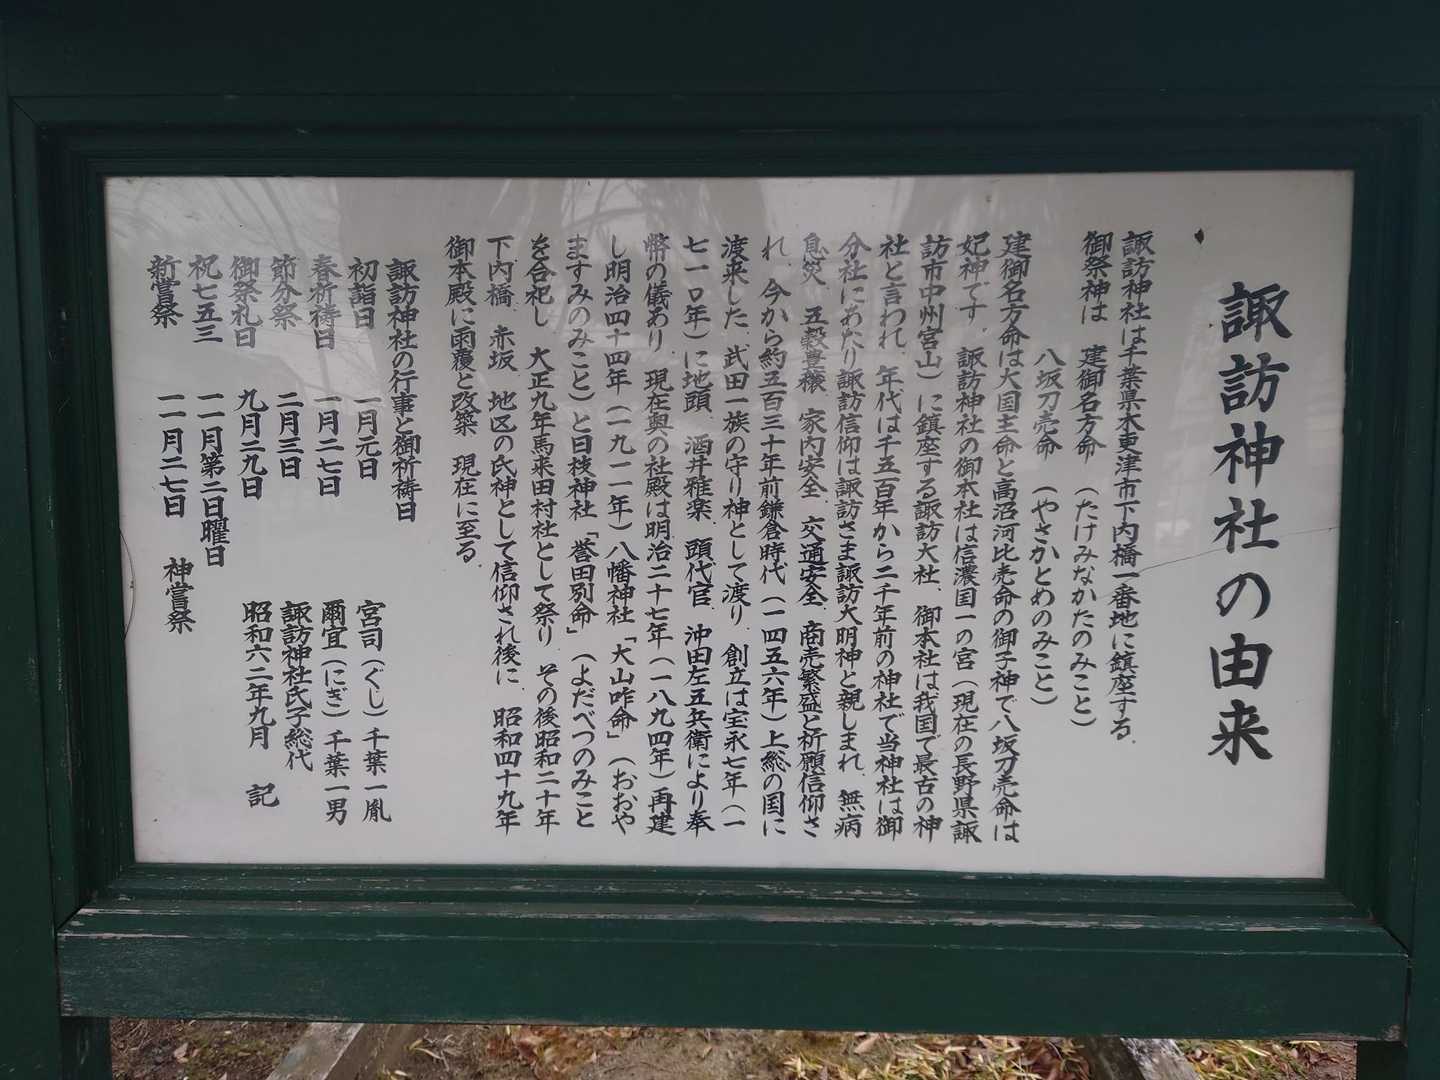 諏訪神社の由来
諏訪神社は千葉県木更津市下内橋一番地に鎮座する.
御祭神は 建御名方命 (たけみなかたのみこと)
八坂刀売命 (やさかとめのみこと)
建御名方命は大国主命と高沼河比売命の御子神で八坂刀売命は
妃神です. 諏訪神社の御本社は信濃国一の宮(現在の長野県諏
訪市中州宮山)に鎮座する諏訪大社. 御本社は我国で最古の神
社と言われ. 年代は千五百年から二千年前の神社で当神社は御
分社にあたり諏訪信仰は諏訪さま諏訪大明神と親しまれ. 無病
息災 五穀豊穣 家内安全. 交通安全. 商売繁盛と祈願信仰さ
れ. 今から約五百三十年前鎌倉時代(一四五六年)上総の国に
渡来した. 武田一族の守り神として渡り. 創立は宝永七年(一
七一〇年)に地頭 酒井雅楽. 頭代官. 沖田左五兵衛により奉
幣の儀あり. 現在奥の社殿は明治二十七年(一八九四年)再建
し明治四十四年(一九一一年)八幡神社「大山咋命」(おおや
ますみのみこと)と日枝神社「誉田別命」(よだべつのみこと
を合祀し 大正九年馬来田村社として祭り. その後昭和二十年
下内橋. 赤坂 地区の氏神として信仰され後に. 昭和四十九年
御本殿に雨覆と改築 現在に至る.
諏訪神社の行事と御祈祷日
初詣日 一月元日
春祈祷日 一月二七日
節分祭 二月三日
御祭礼日 九月二九日
祝七五三 一一月第二日曜日
新嘗祭 一一月二七日 神嘗祭
宮司(ぐし)千葉一胤
爾宜(にぎ)千葉一男
諏訪神社氏子総代
昭和六二年九月 記